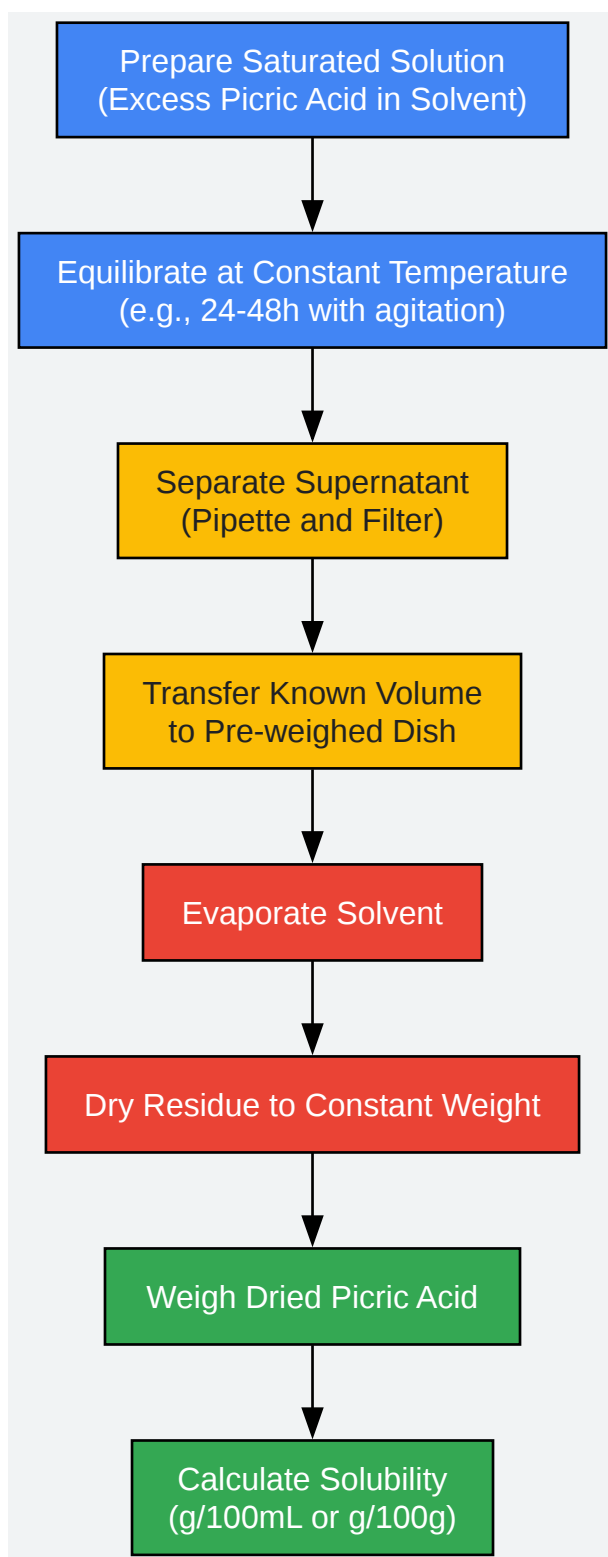 Prepare Saturated Solution
(Excess Picric Acid in Solvent)
Equilibrate at Constant Temperature
(e.g., 24-48h with agitation)
Separate Supernatant
(Pipette and Filter)
Transfer Known Volume
to Pre-weighed Dish
Evaporate Solvent
Dry Residue to Constant Weight
Weigh Dried Picric Acid
Calculate Solubility
(g/100mL or g/100g)